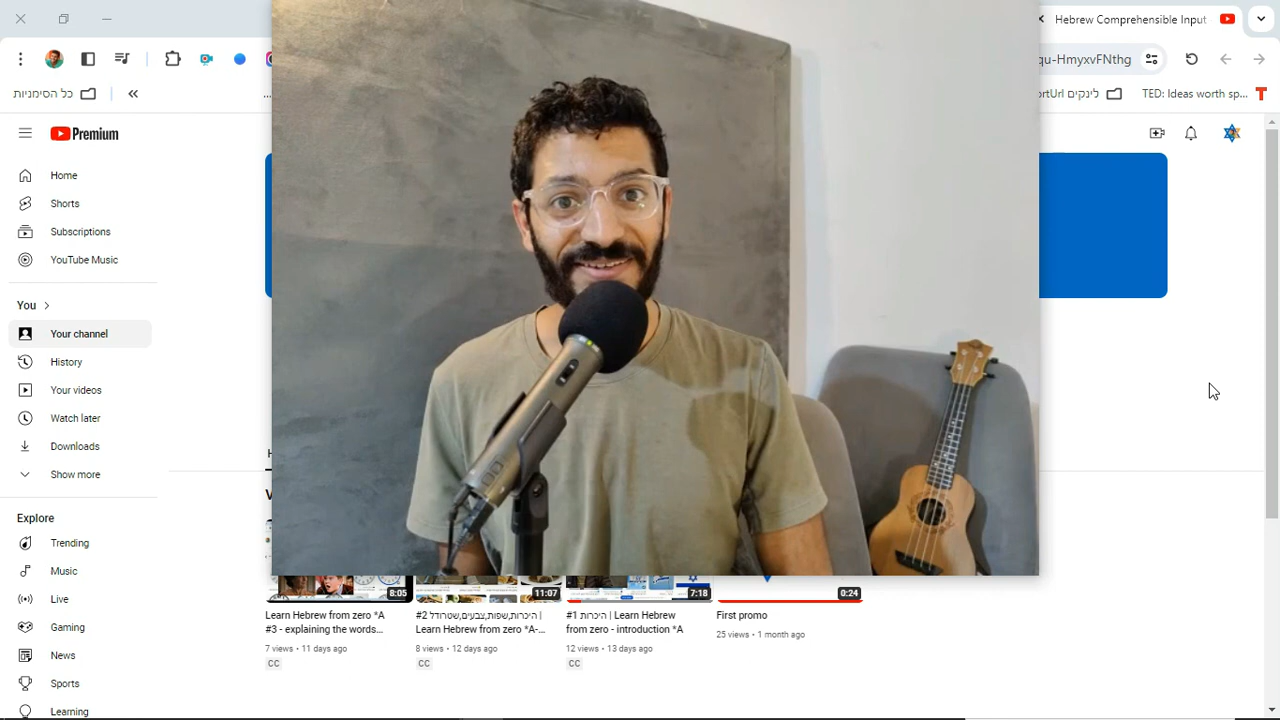 Hebrew Comprehensible Input
qu-HmyxvFNthg
כל הסימניות
לינקים ortUrl
TED: Ideas worth sp...
Premium
Home
Shorts
Subscriptions
YouTube Music
You
Your channel
History
Your videos
Watch later
Downloads
Show more
Explore
Trending
Music
Live
Gaming
News
Sports
Learning
8:05
11:07
7:18
0:24
Learn Hebrew from zero *A
#3 - explaining the words...
7 views • 11 days ago
CC
#2 היכרות,שפות,צבעים,שטרודל |
Learn Hebrew from zero *A-...
8 views • 12 days ago
CC
#1 היכרות | Learn Hebrew
from zero - introduction *A
12 views • 13 days ago
CC
First promo
25 views • 1 month ago